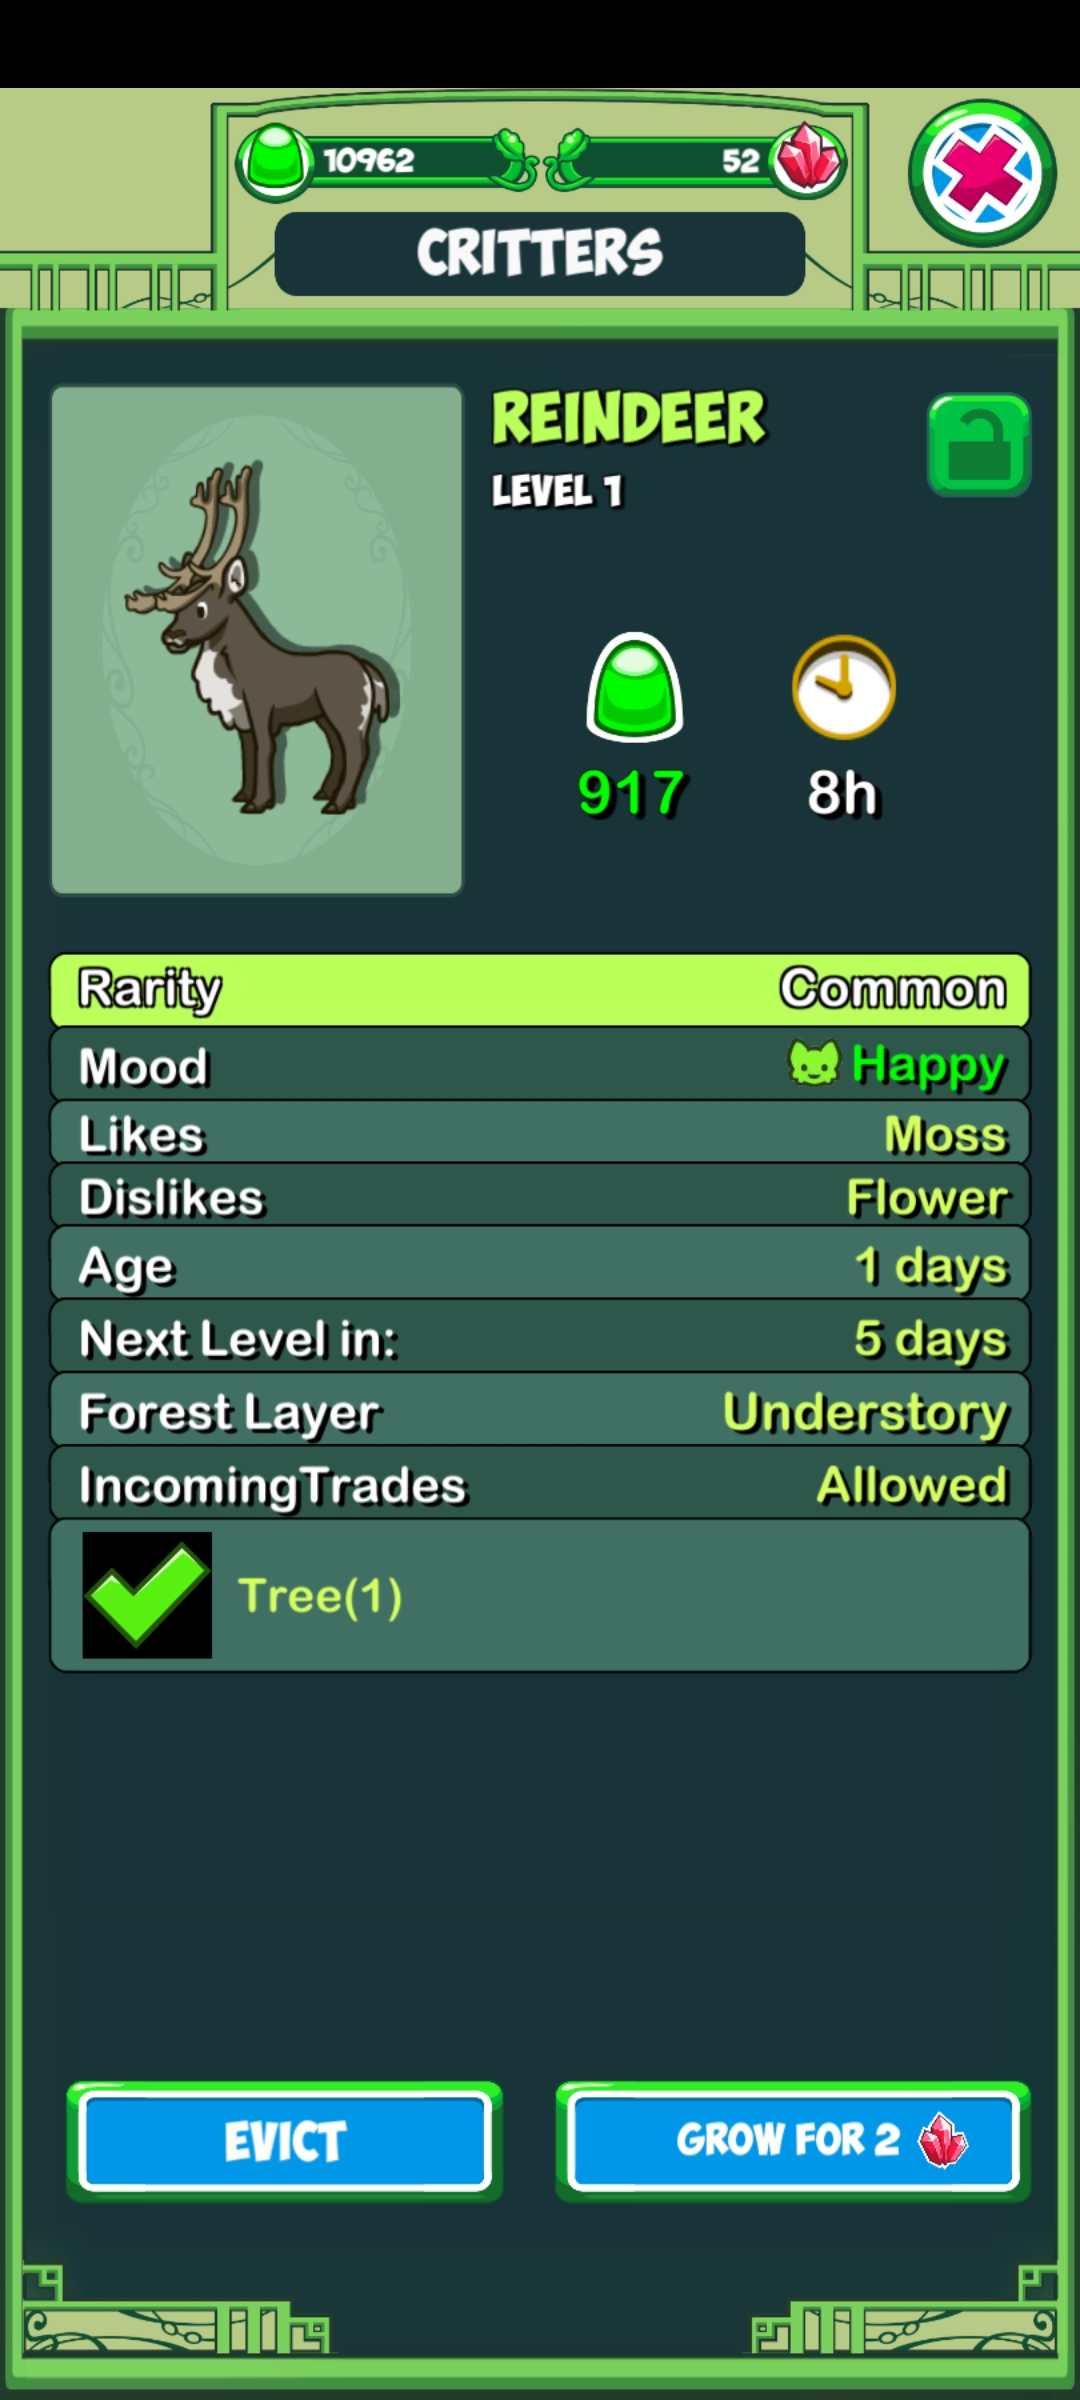 10962
52
CRITTERS
REINDEER
LEVEL 1
917
8h
Rarity Common
Mood Happy
Likes Moss
Dislikes Flower
Age 1 days
Next Level in: 5 days
Forest Layer Understory
IncomingTrades Allowed
Tree(1)
EVICT
GROW FOR 2